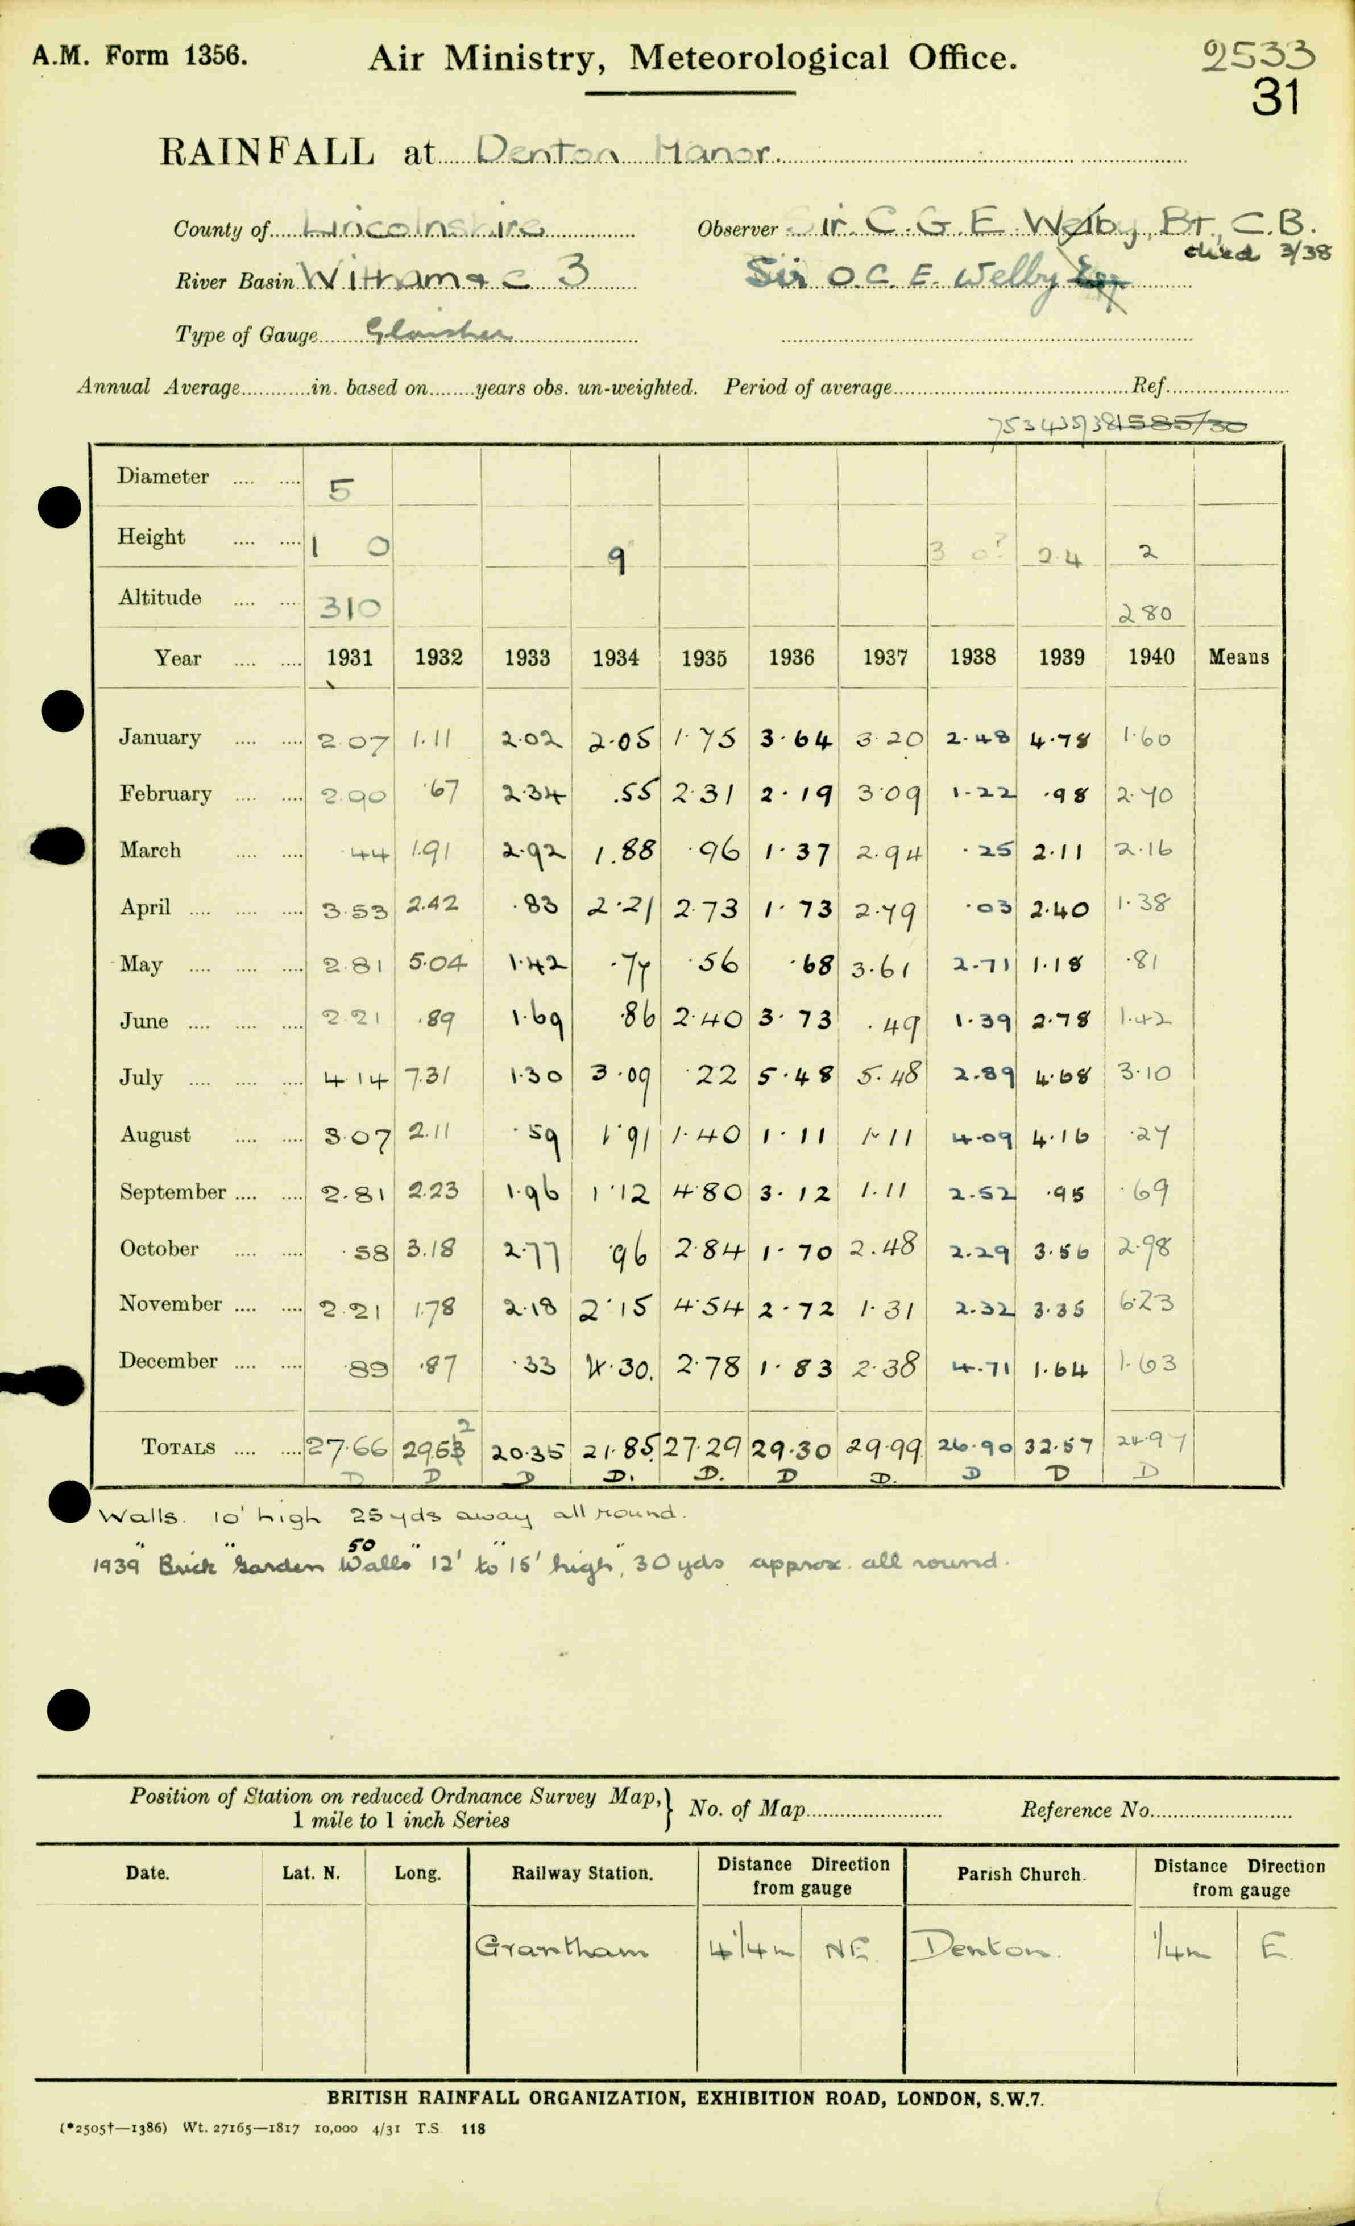 A.M. Form 1356. Air Ministry, Meteorological Office. 2533
31
RAINFALL at Denton Manor.
County of Lincolnshire Observer Sir C. G. E. Welby, Bt., C.B.
died 3/38
River Basin Witham & C 3 Sir O. C. E. Welby Esq
Type of Gauge Glaisher
Annual Average in. based on years obs. un-weighted. Period of average Ref.
1585/30
Diameter 5
Height 1 0 9" 3 0? 2.4 2
Altitude 310 280
Year 1931 1932 1933 1934 1935 1936 1937 1938 1939 1940 Means
January 2.07 1.11 2.02 2.05 1.75 3.64 3.20 2.48 4.78 1.60
February 2.90 .67 2.34 .55 2.31 2.19 3.09 1.22 .98 2.70
March .44 1.91 2.92 1.88 .96 1.37 2.94 .25 2.11 2.16
April 3.53 2.42 .83 2.21 2.73 1.73 2.79 .03 2.40 1.38
May 2.81 5.04 1.42 .77 .56 .68 3.61 2.71 1.18 .81
June 2.21 .89 1.69 .86 2.40 3.73 .49 1.39 2.78 1.42
July 4.14 7.31 1.30 3.09 .22 5.48 5.48 2.89 4.68 3.10
August 3.07 2.11 .59 1.91 1.40 1.11 1.11 4.09 4.16 .27
September 2.81 2.23 1.96 1.12 4.80 3.12 1.11 2.52 .95 .69
October .58 3.18 2.77 .96 2.84 1.70 2.48 2.29 3.56 2.98
November 2.21 1.78 2.18 2.15 4.54 2.72 1.31 2.32 3.35 6.23
December .89 .87 .33 4.30. 2.78 1.83 2.38 4.71 1.64 1.63
TOTALS 27.66 29.52 20.35 21.85 27.29 29.30 29.99 26.90 32.57 24.97
D D D D. D. D D. D D D
Walls. 10' high 25 yds away all round.
50
1939 "Brick" Garden "Walls" 12' to 15' high", 30 yds approx. all round.
Position of Station on reduced Ordnance Survey Map, } No. of Map Reference No.
1 mile to 1 inch Series
Date. Lat. N. Long. Railway Station. Distance Direction from gauge Parish Church. Distance Direction from gauge
Grantham 4 1/4 m NE Denton. 1/4 m E.
BRITISH RAINFALL ORGANIZATION, EXHIBITION ROAD, LONDON, S.W.7.
(*2505†—1386) Wt. 27165—1817 10,000 4/31 T.S. 118